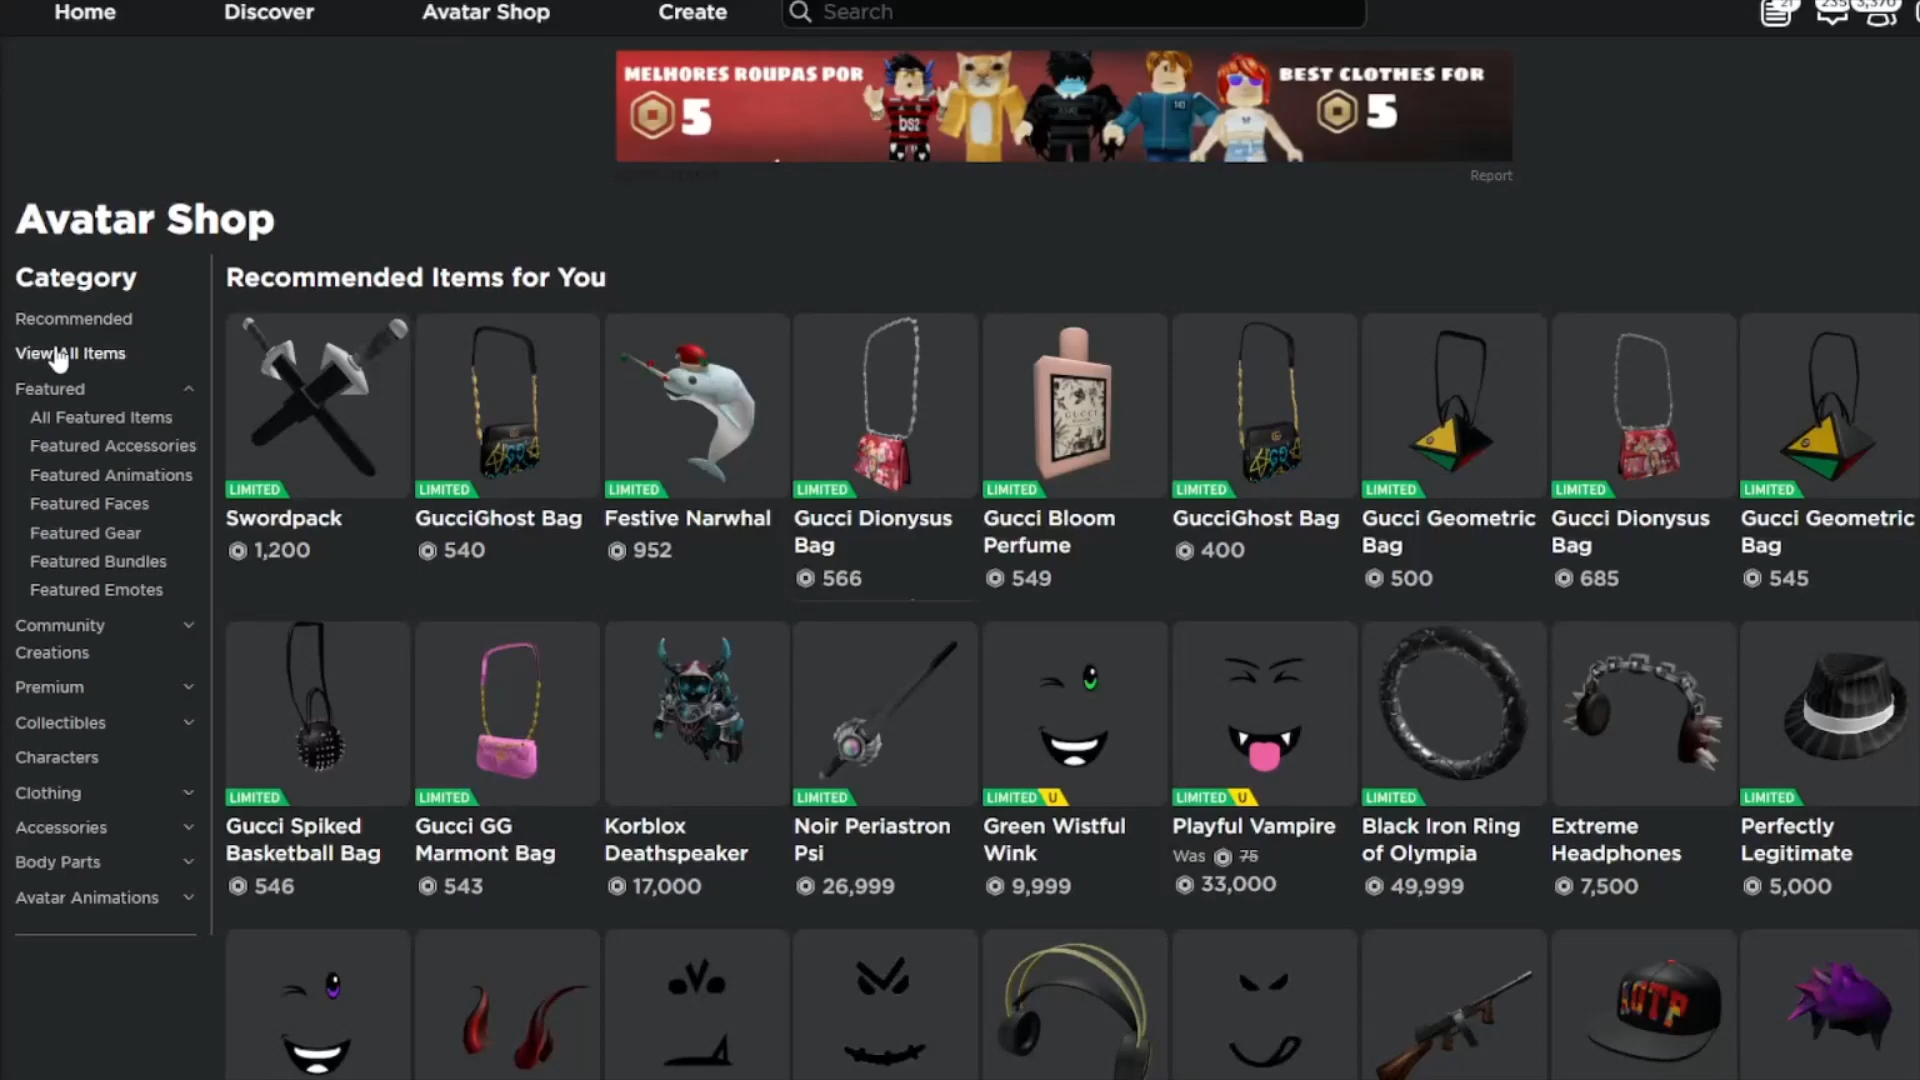 Home Discover Avatar Shop Create Search 21 235
MELHORES ROUPAS POR
5
bs2
143
BEST CLOTHES FOR
5
Report
Avatar Shop
Category
Recommended
View All Items
Featured
All Featured Items
Featured Accessories
Featured Animations
Featured Faces
Featured Gear
Featured Bundles
Featured Emotes
Community
Creations
Premium
Collectibles
Characters
Clothing
Accessories
Body Parts
Avatar Animations
Recommended Items for You
LIMITED
Swordpack
1,200
LIMITED
GucciGhost Bag
540
LIMITED
Festive Narwhal
952
LIMITED
Gucci Dionysus
Bag
566
GUCCI
LIMITED
Gucci Bloom
Perfume
549
LIMITED
GucciGhost Bag
400
LIMITED
Gucci Geometric
Bag
500
LIMITED
Gucci Dionysus
Bag
685
LIMITED
Gucci Geometric
Bag
545
LIMITED
Gucci Spiked
Basketball Bag
546
LIMITED
Gucci GG
Marmont Bag
543
Korblox
Deathspeaker
17,000
LIMITED
Noir Periastron
Psi
26,999
LIMITED U
Green Wistful
Wink
9,999
LIMITED U
Playful Vampire
Was 75
33,000
LIMITED
Black Iron Ring
of Olympia
49,999
Extreme
Headphones
7,500
LIMITED
Perfectly
Legitimate
5,000
AOTP